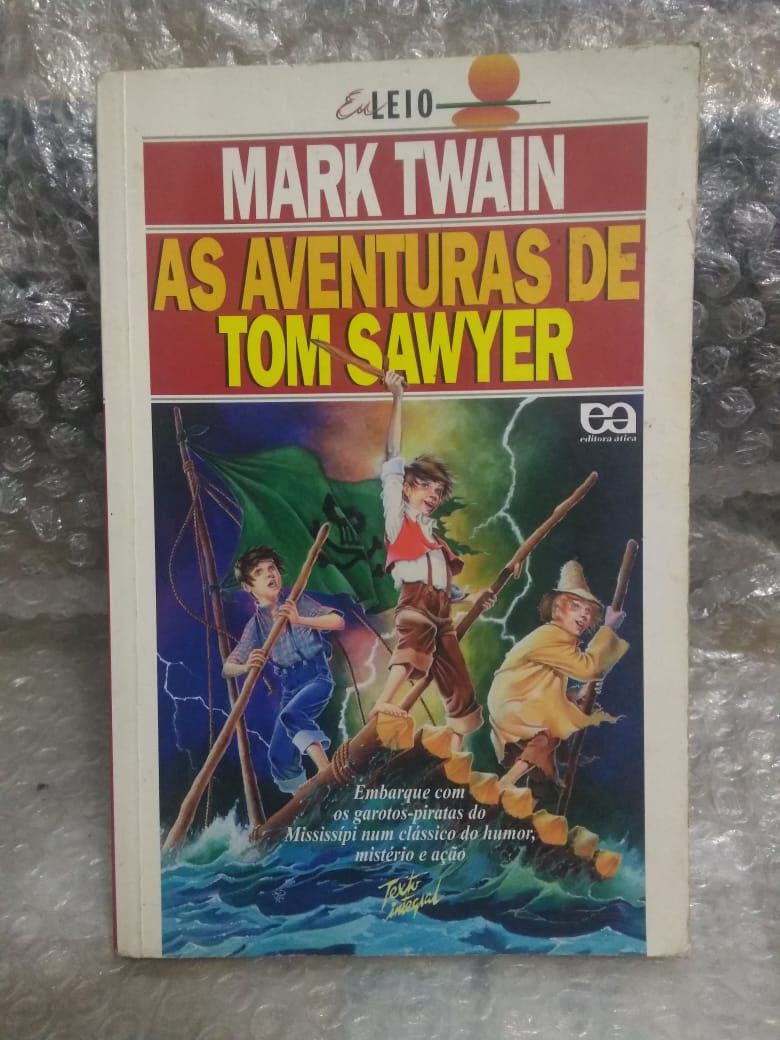 Eu LEIO
MARK TWAIN
AS AVENTURAS DE
TOM SAWYER
ea
editora ática
Embarque com
os garotos-piratas do
Mississípi num clássico do humor,
mistério e ação
Texto
integral